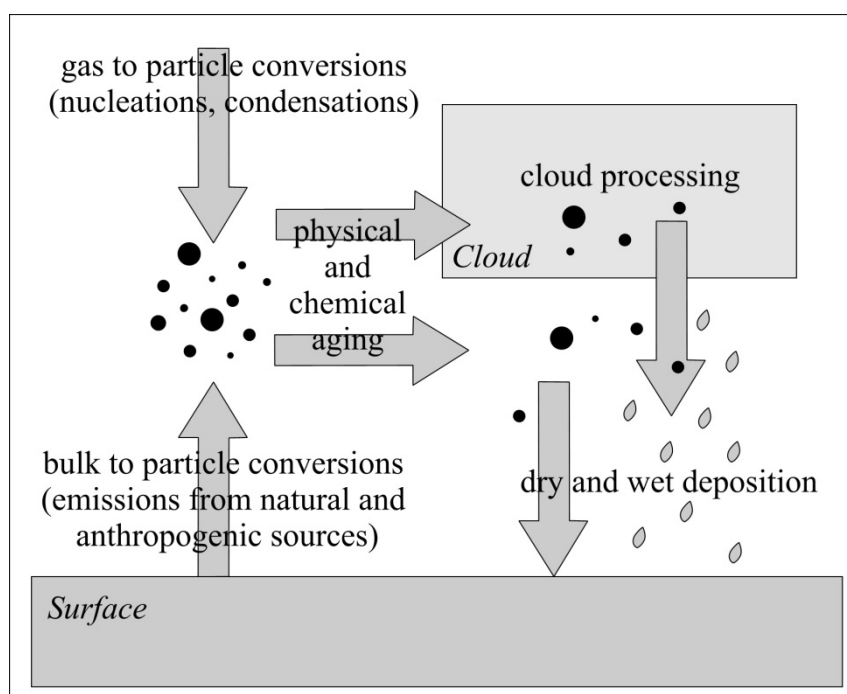 gas to particle conversions
(nucleations, condensations)
cloud processing
Cloud
physical
and
chemical
aging
bulk to particle conversions
(emissions from natural and
anthropogenic sources)
dry and wet deposition
Surface